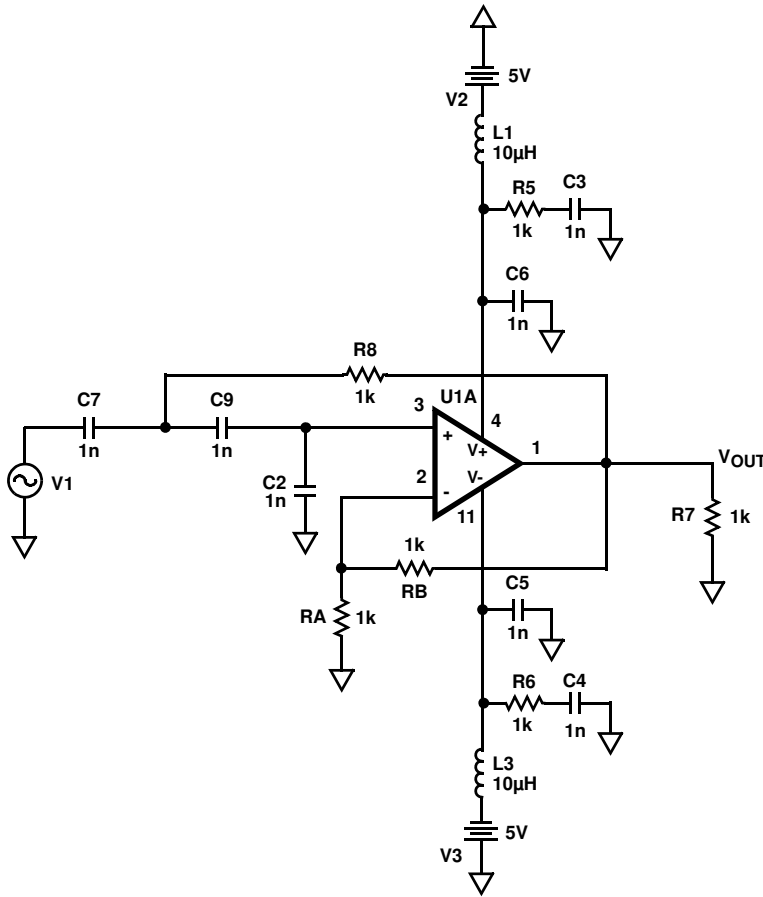 5V
V2
L1
10µH
R5
C3
1k
1n
C6
1n
R8
1k
C7
1n
C9
1n
3
U1A
4
+
V+
1
VOUT
V1
C2
1n
2
-
V-
11
R7
1k
1k
RB
RA
1k
C5
1n
R6
C4
1k
1n
L3
10µH
5V
V3